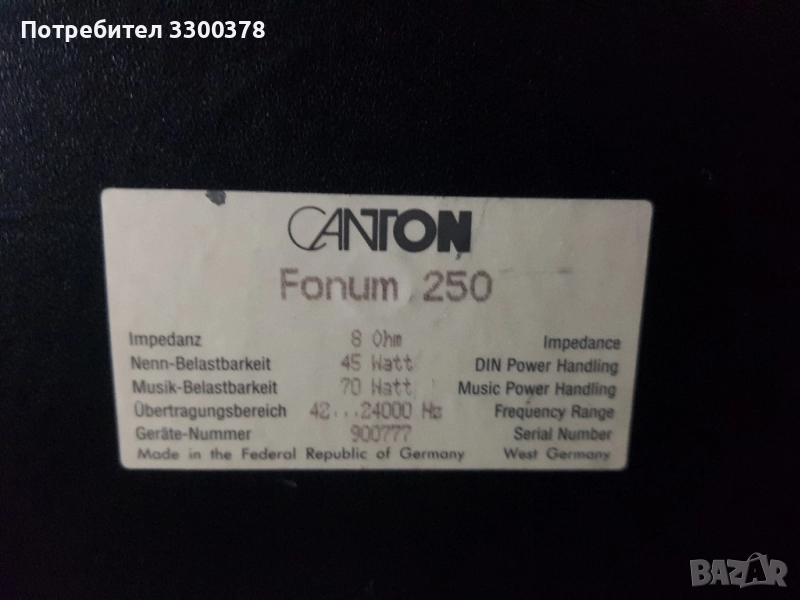 Потребител 3300378
CANTON
Fonum 250
Impedanz 8 Ohm Impedance
Nenn-Belastbarkeit 45 Watt DIN Power Handling
Musik-Belastbarkeit 70 Watt Music Power Handling
Übertragungsbereich 42...24000 Hz Frequency Range
Geräte-Nummer 900777 Serial Number
Made in the Federal Republic of Germany West Germany
BAZAR